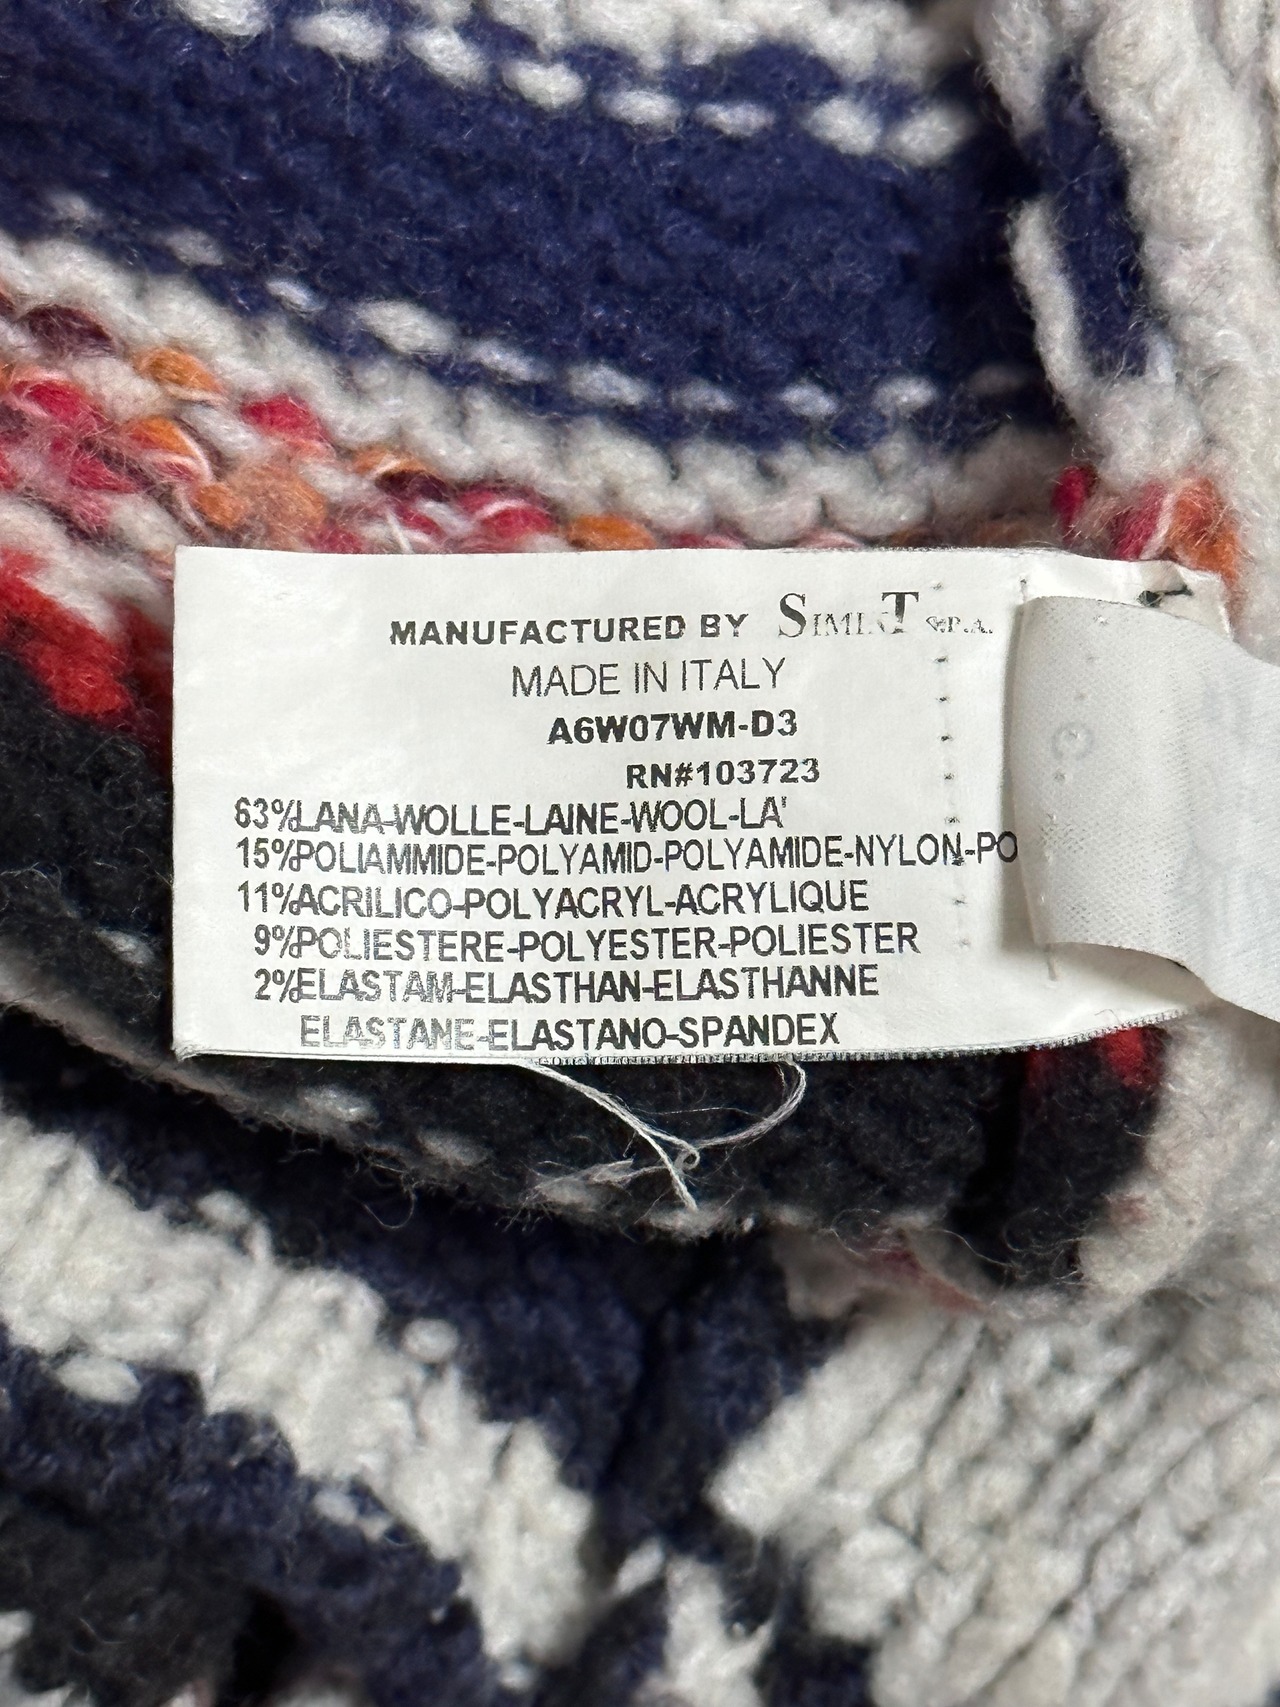 MANUFACTURED BY SIMINT S.P.A.
MADE IN ITALY
A6W07WM-D3
RN#103723
63%LANA-WOLLE-LAINE-WOOL-LA'
15%POLIAMMIDE-POLYAMID-POLYAMIDE-NYLON-PO
11%ACRILICO-POLYACRYL-ACRYLIQUE
9%POLIESTERE-POLYESTER-POLIESTER
2%ELASTAM-ELASTHAN-ELASTHANNE
ELASTANE-ELASTANO-SPANDEX